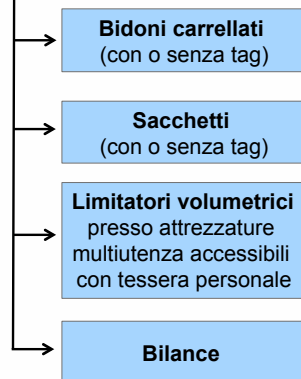 Bidoni carrellati
(con o senza tag)
Sacchetti
(con o senza tag)
Limitatori volumetrici
presso attrezzature
multiutenza accessibili
con tessera personale
Bilance